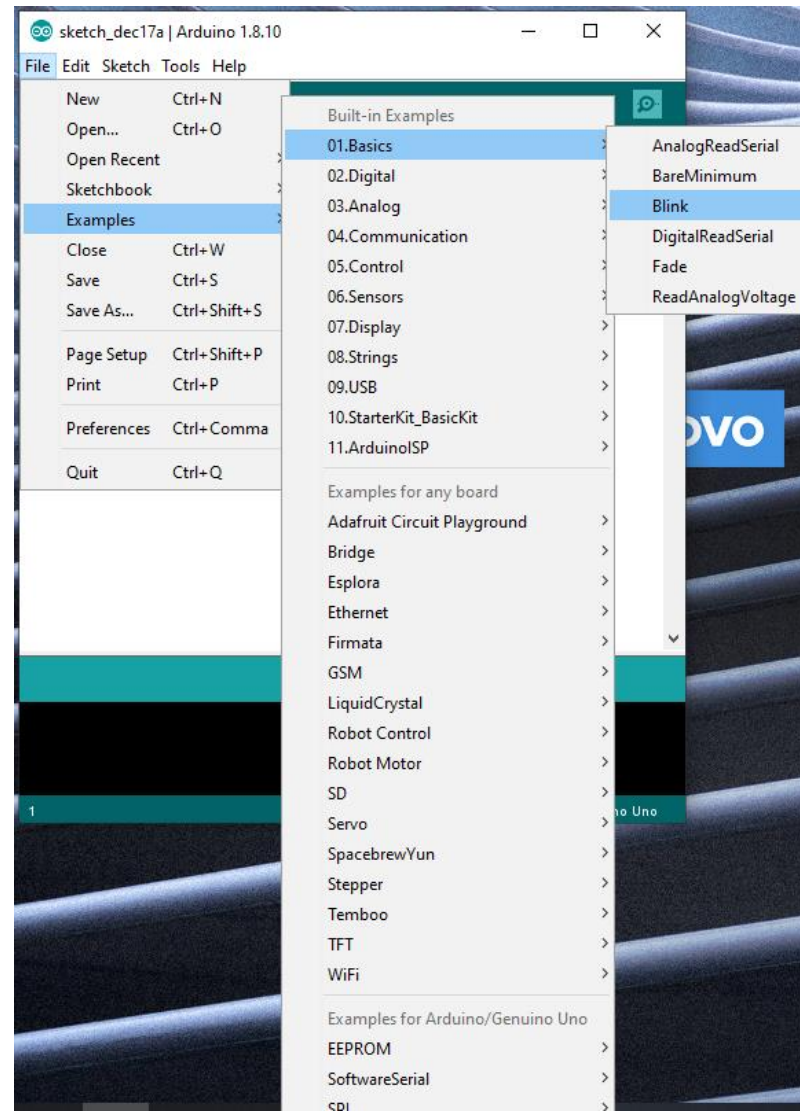 sketch_dec17a | Arduino 1.8.10
File Edit Sketch Tools Help
New Ctrl+N
Open... Ctrl+O
Open Recent
Sketchbook
Examples
Close Ctrl+W
Save Ctrl+S
Save As... Ctrl+Shift+S
Page Setup Ctrl+Shift+P
Print Ctrl+P
Preferences Ctrl+Comma
Quit Ctrl+Q
Built-in Examples
01.Basics
02.Digital
03.Analog
04.Communication
05.Control
06.Sensors
07.Display
08.Strings
09.USB
10.StarterKit_BasicKit
11.ArduinoISP
Examples for any board
Adafruit Circuit Playground
Bridge
Esplora
Ethernet
Firmata
GSM
LiquidCrystal
Robot Control
Robot Motor
SD
Servo
SpacebrewYun
Stepper
Temboo
TFT
WiFi
Examples for Arduino/Genuino Uno
EEPROM
SoftwareSerial
SPI
AnalogReadSerial
BareMinimum
Blink
DigitalReadSerial
Fade
ReadAnalogVoltage
1
Uno